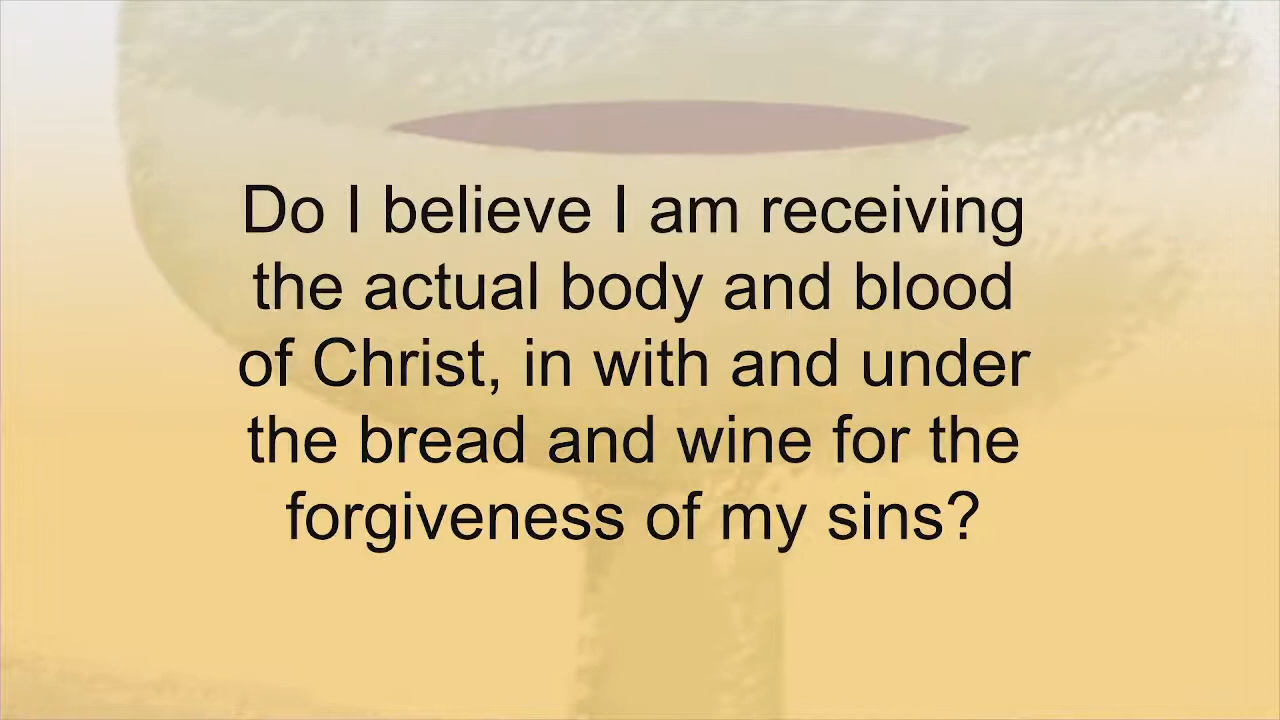 Do I believe I am receiving
the actual body and blood
of Christ, in with and under
the bread and wine for the
forgiveness of my sins?